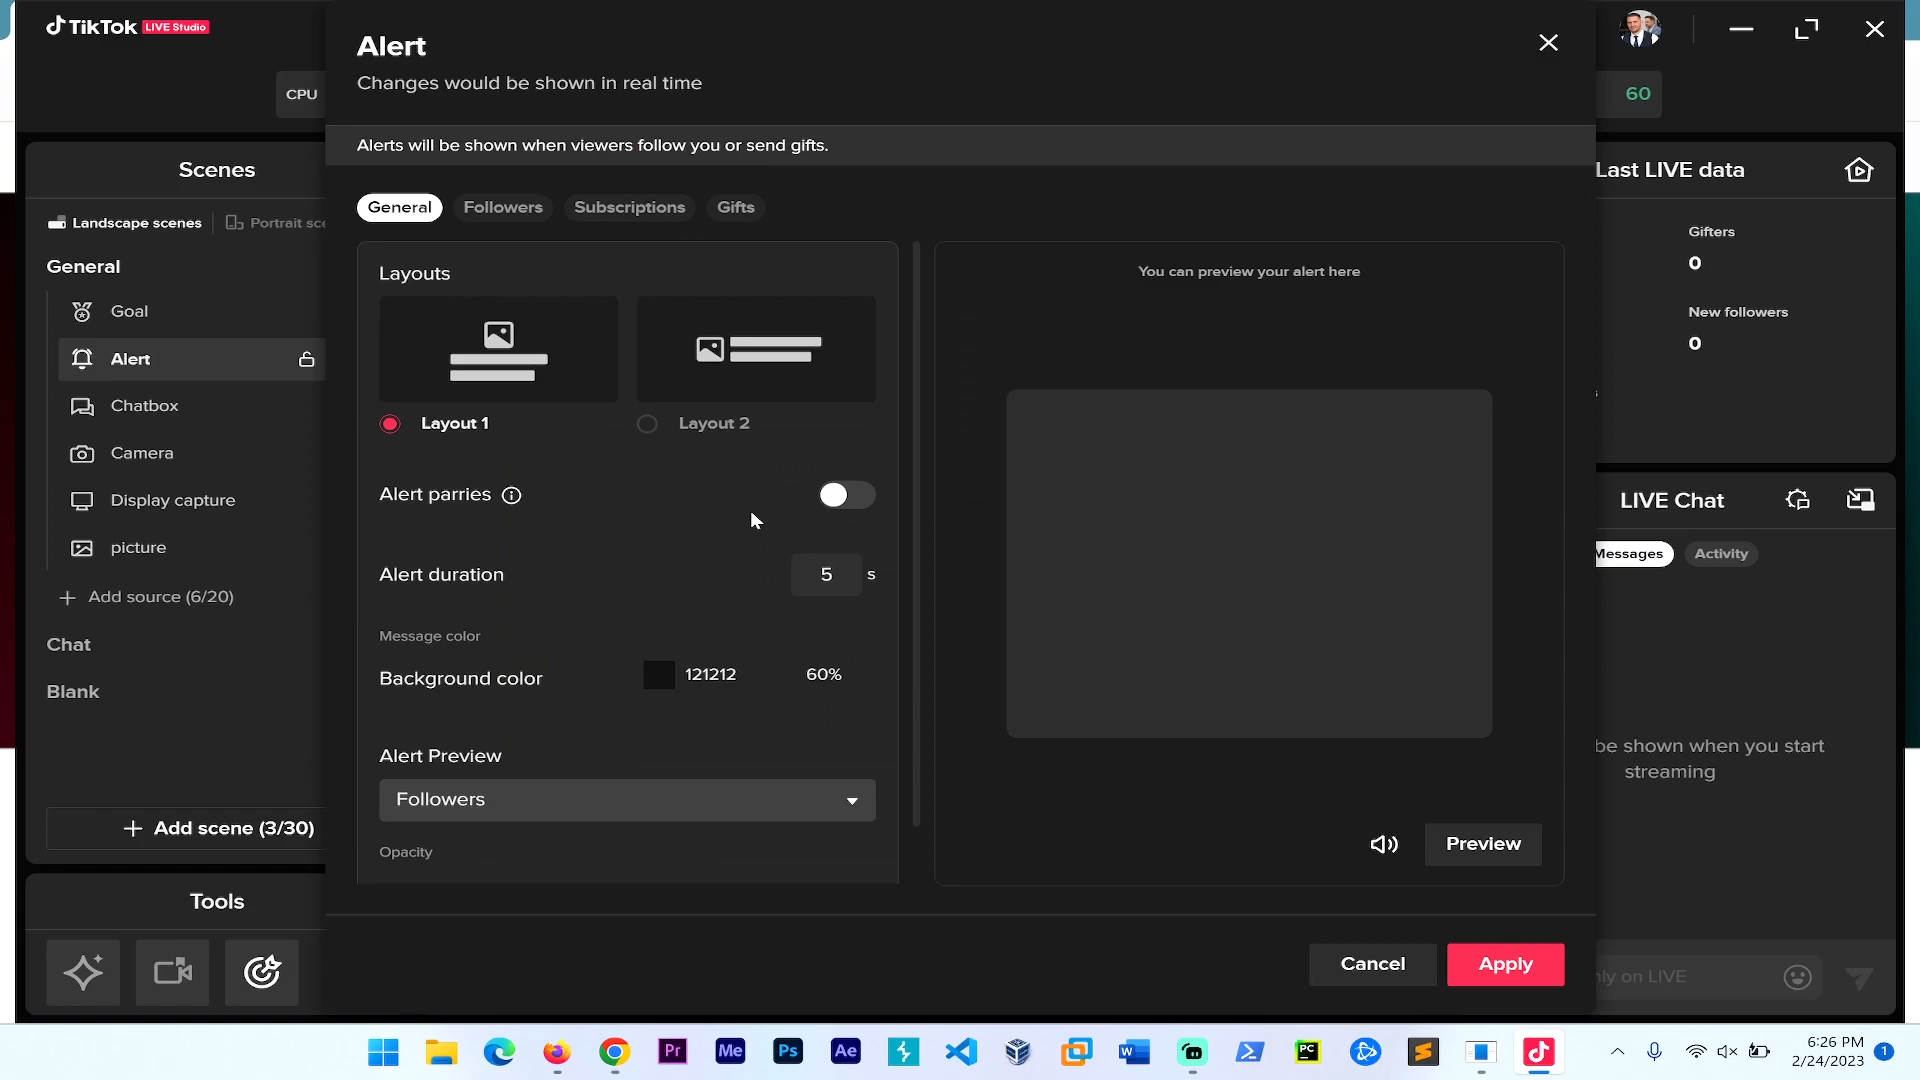 TikTok LIVE Studio
CPU
60
Scenes
Landscape scenes
Portrait sce
General
Goal
Alert
Chatbox
Camera
Display capture
picture
Add source (6/20)
Chat
Blank
Add scene (3/30)
Tools
Alert
Changes would be shown in real time
Alerts will be shown when viewers follow you or send gifts.
General
Followers
Subscriptions
Gifts
Layouts
Layout 1
Layout 2
Alert parries
Alert duration
5 s
Message color
Background color
121212
60%
Alert Preview
Followers
Opacity
You can preview your alert here
Preview
Cancel
Apply
Last LIVE data
Gifters
0
New followers
0
LIVE Chat
Messages
Activity
be shown when you start
streaming
nly on LIVE
Pr
Me
Ps
Ae
W
PC
6:26 PM
2/24/2023
1